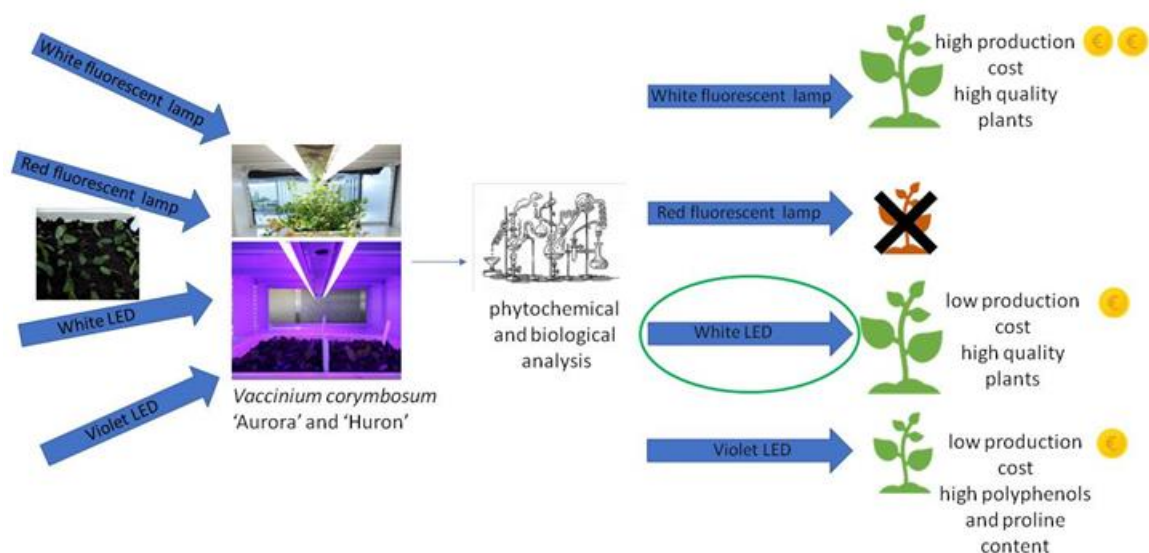 White fluorescent lamp
Red fluorescent lamp
White LED
Violet LED
Vaccinium corymbosum
‘Aurora’ and ‘Huron’
phytochemical
and biological
analysis
White fluorescent lamp
high production
cost
high quality
plants
€ €
Red fluorescent lamp
White LED
low production
cost
high quality
plants
€
Violet LED
low production
cost
high polyphenols
and proline
content
€